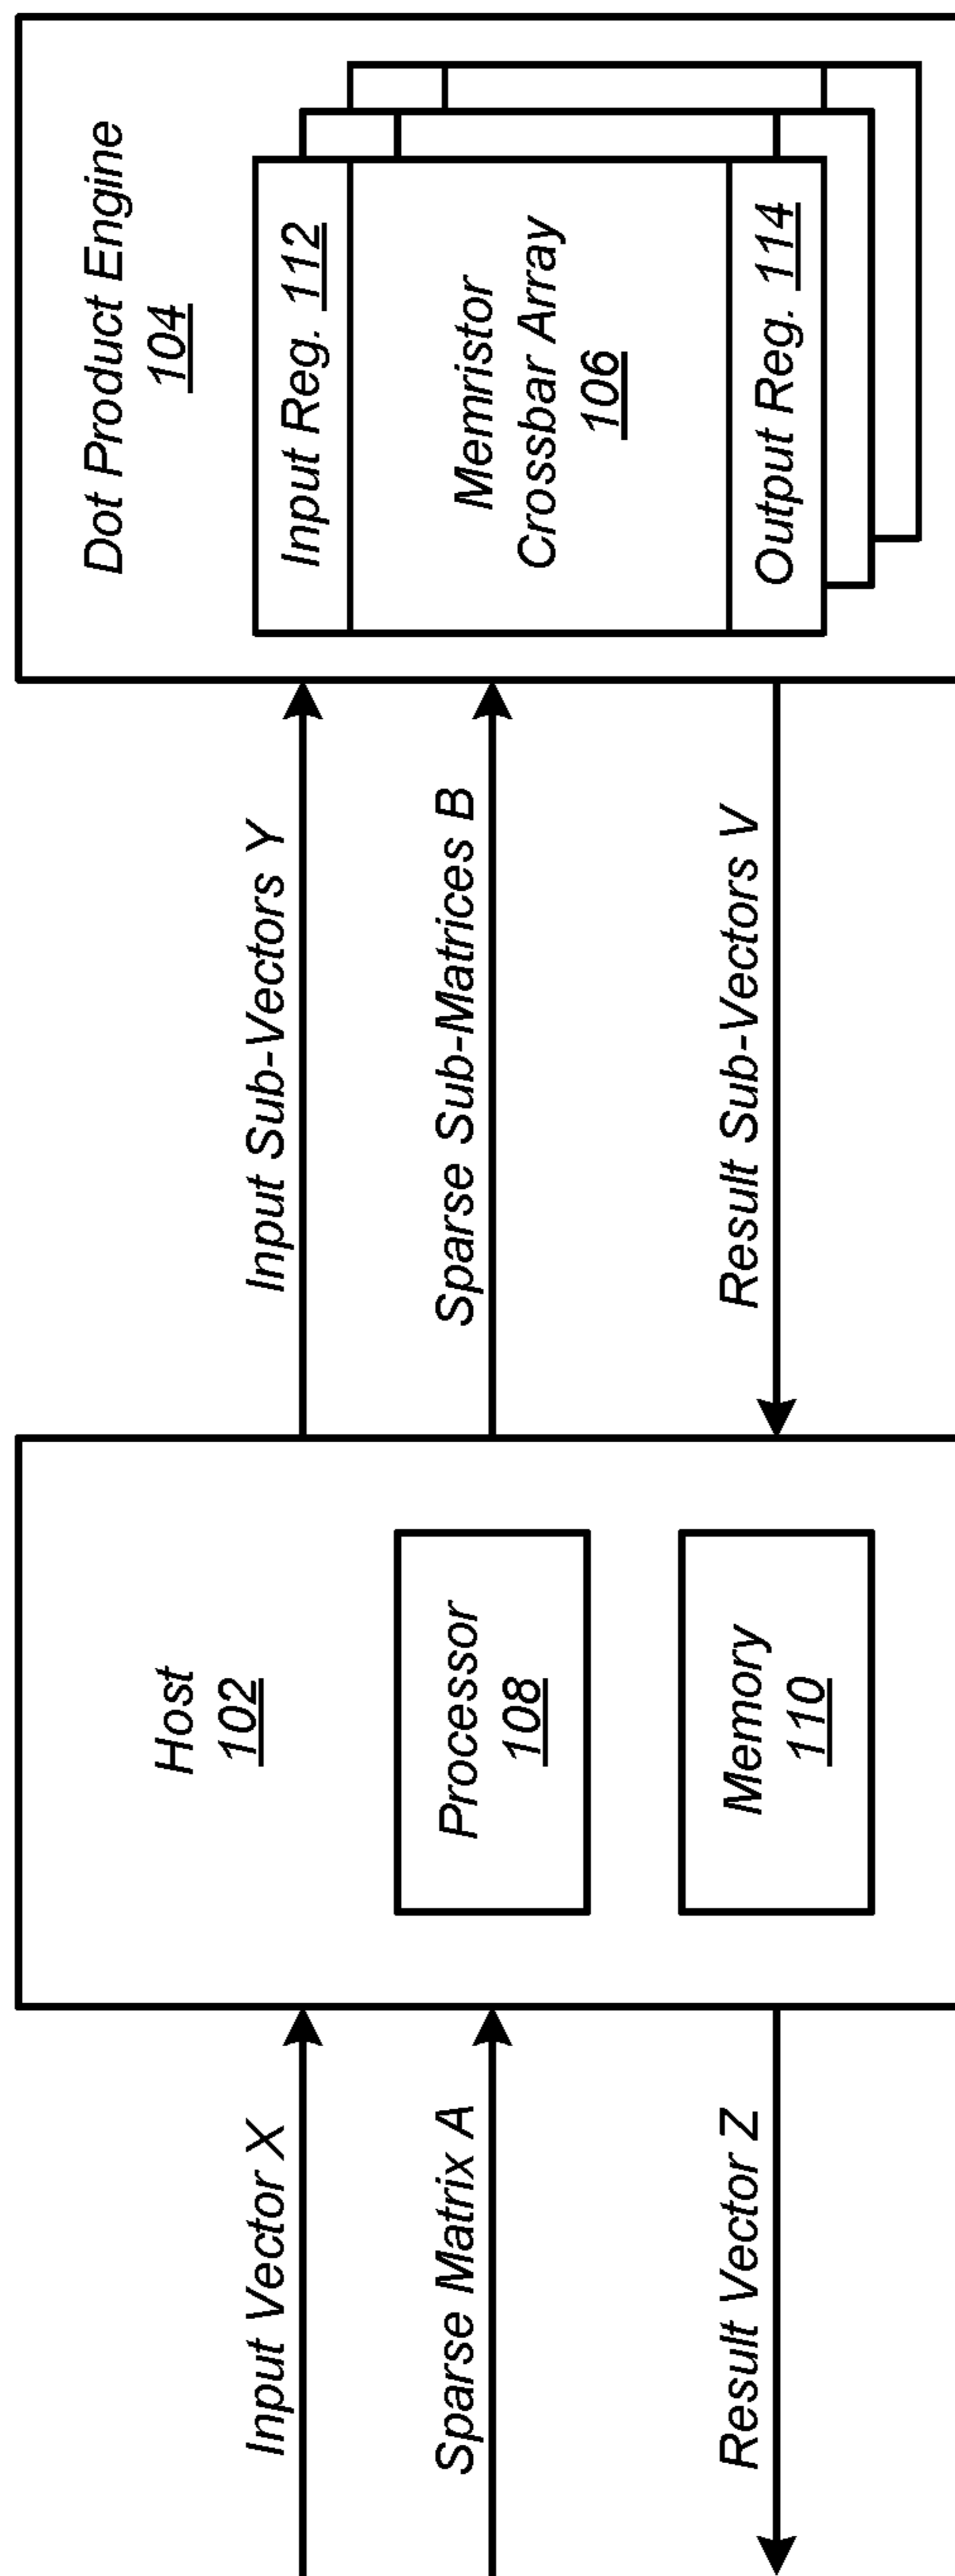 Input Vector X
Sparse Matrix A
Result Vector Z
Host
102
Processor
108
Memory
110
Input Sub-Vectors Y
Sparse Sub-Matrices B
Result Sub-Vectors V
Dot Product Engine
104
Input Reg. 112
Memristor
Crossbar Array
106
Output Reg. 114